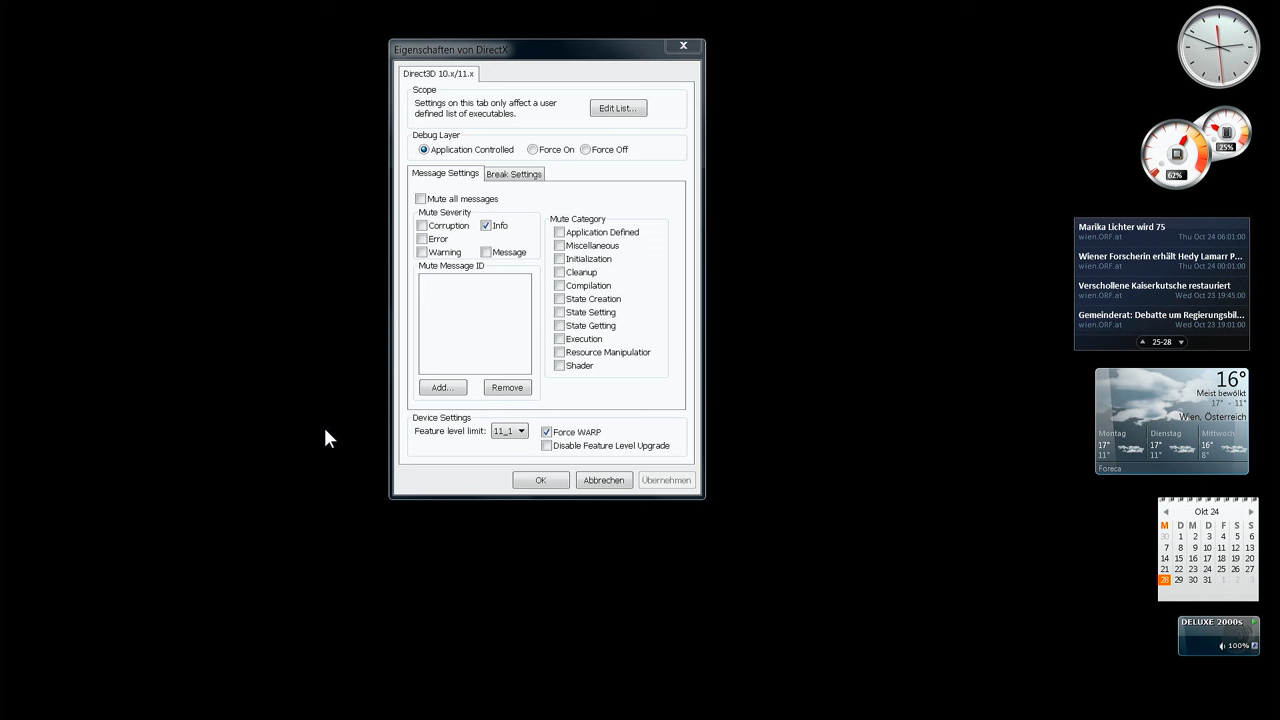 Eigenschaften von DirectX
Direct3D 10.x/11.x
Scope
Settings on this tab only affect a user
defined list of executables.
Edit List...
Debug Layer
Application Controlled
Force On
Force Off
Message Settings
Break Settings
Mute all messages
Mute Severity
Corruption
Info
Error
Warning
Message
Mute Message ID
Add...
Remove
Mute Category
Application Defined
Miscellaneous
Initialization
Cleanup
Compilation
State Creation
State Setting
State Getting
Execution
Resource Manipulatior
Shader
Device Settings
Feature level limit:
11_1
Force WARP
Disable Feature Level Upgrade
OK
Abbrechen
Übernehmen
62%
25%
Marika Lichter wird 75
wien.ORF.at Thu Oct 24 06:01:00
Wiener Forscherin erhält Hedy Lamarr P...
wien.ORF.at Thu Oct 24 00:01:00
Verschollene Kaiserkutsche restauriert
wien.ORF.at Wed Oct 23 19:45:00
Gemeinderat: Debatte um Regierungsbil...
wien.ORF.at Wed Oct 23 19:01:00
25-28
16°
Meist bewölkt
17° - 11°
Wien, Österreich
Montag Dienstag Mittwoch
17° 17° 16°
11° 11° 8°
Foreca
Okt 24
M D M D F S S
30 1 2 3 4 5 6
7 8 9 10 11 12 13
14 15 16 17 18 19 20
21 22 23 24 25 26 27
28 29 30 31 1 2 3
DELUXE 2000s
100%